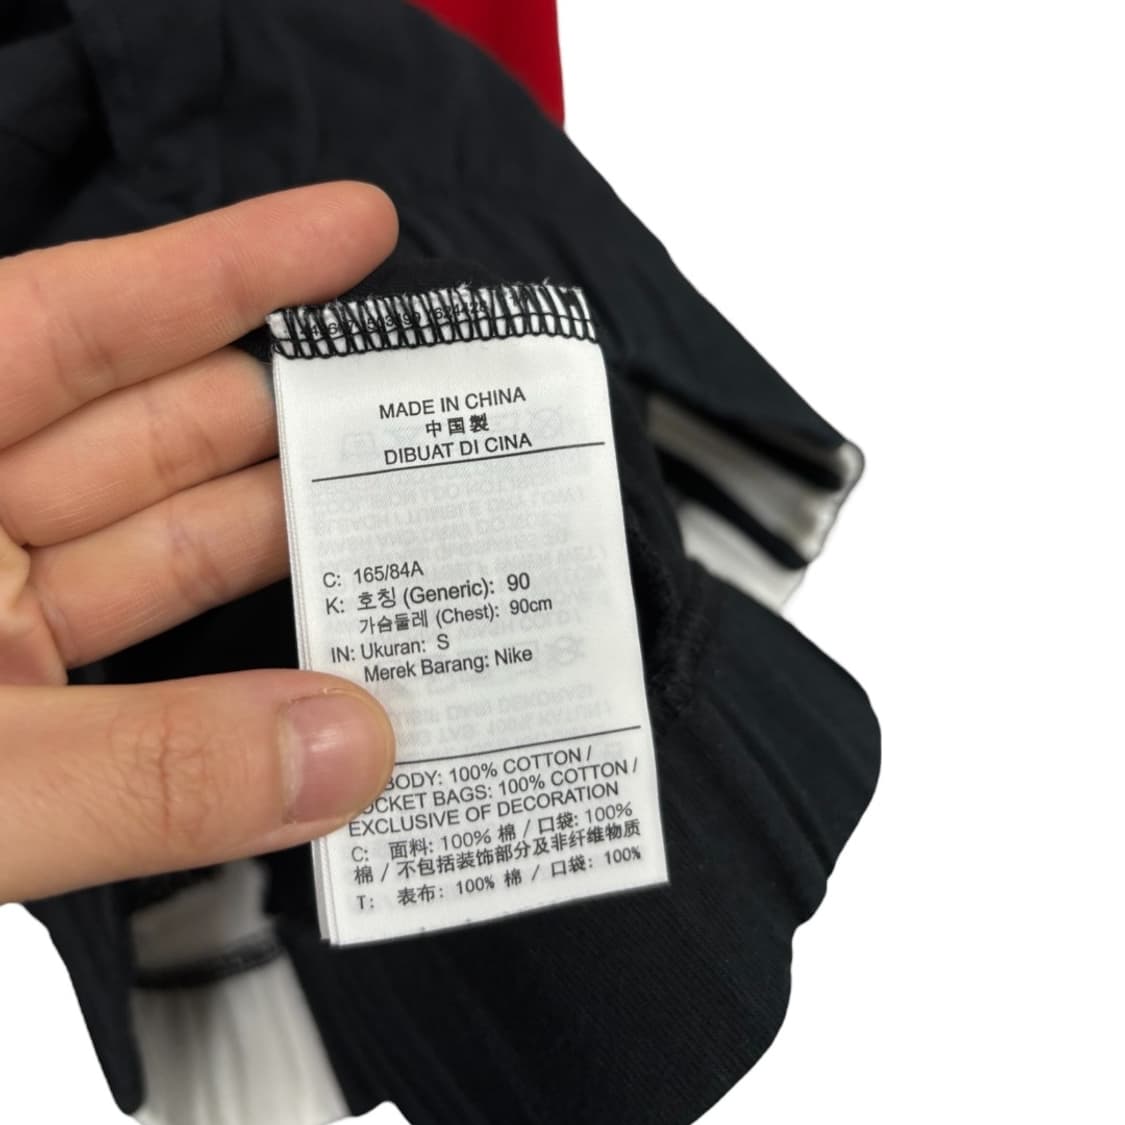 MADE IN CHINA
中国製
DIBUAT DI CINA
C: 165/84A
K: 호칭 (Generic): 90
가슴둘레 (Chest): 90cm
IN: Ukuran: S
Merek Barang: Nike
BODY: 100% COTTON /
OCKET BAGS: 100% COTTON /
EXCLUSIVE OF DECORATION
C: 面料: 100% 棉 / 口袋: 100%
棉 / 不包括装饰部分及非纤维物质
T: 表布: 100% 棉 / 口袋: 100%